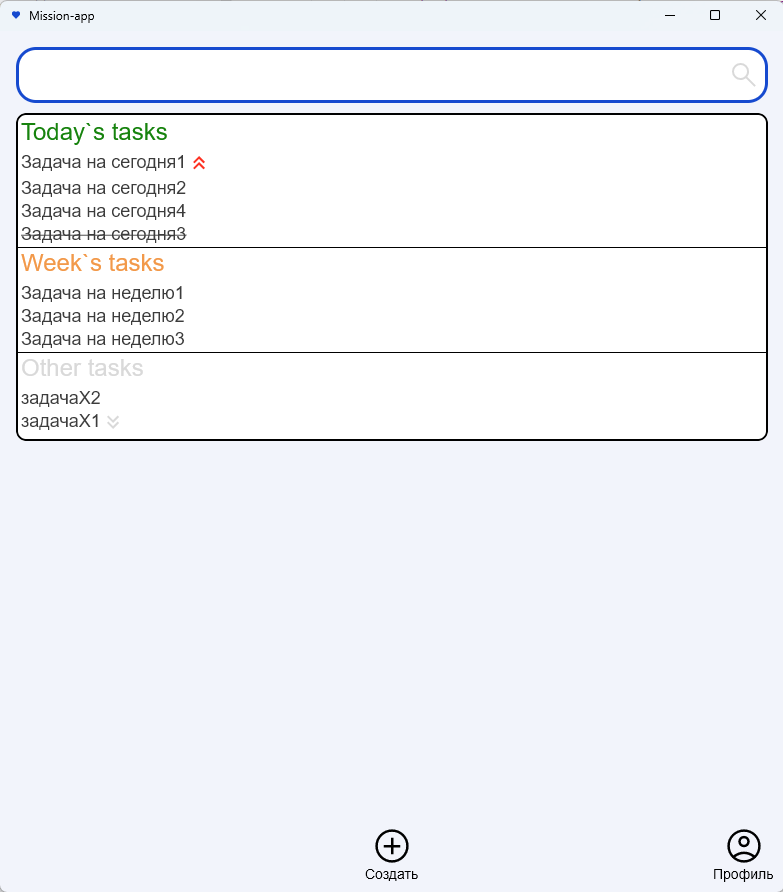 Mission-app
Today`s tasks
Задача на сегодня1
Задача на сегодня2
Задача на сегодня4
Задача на сегодня3
Week`s tasks
Задача на неделю1
Задача на неделю2
Задача на неделю3
Other tasks
задачаX2
задачаX1
Создать
Профиль